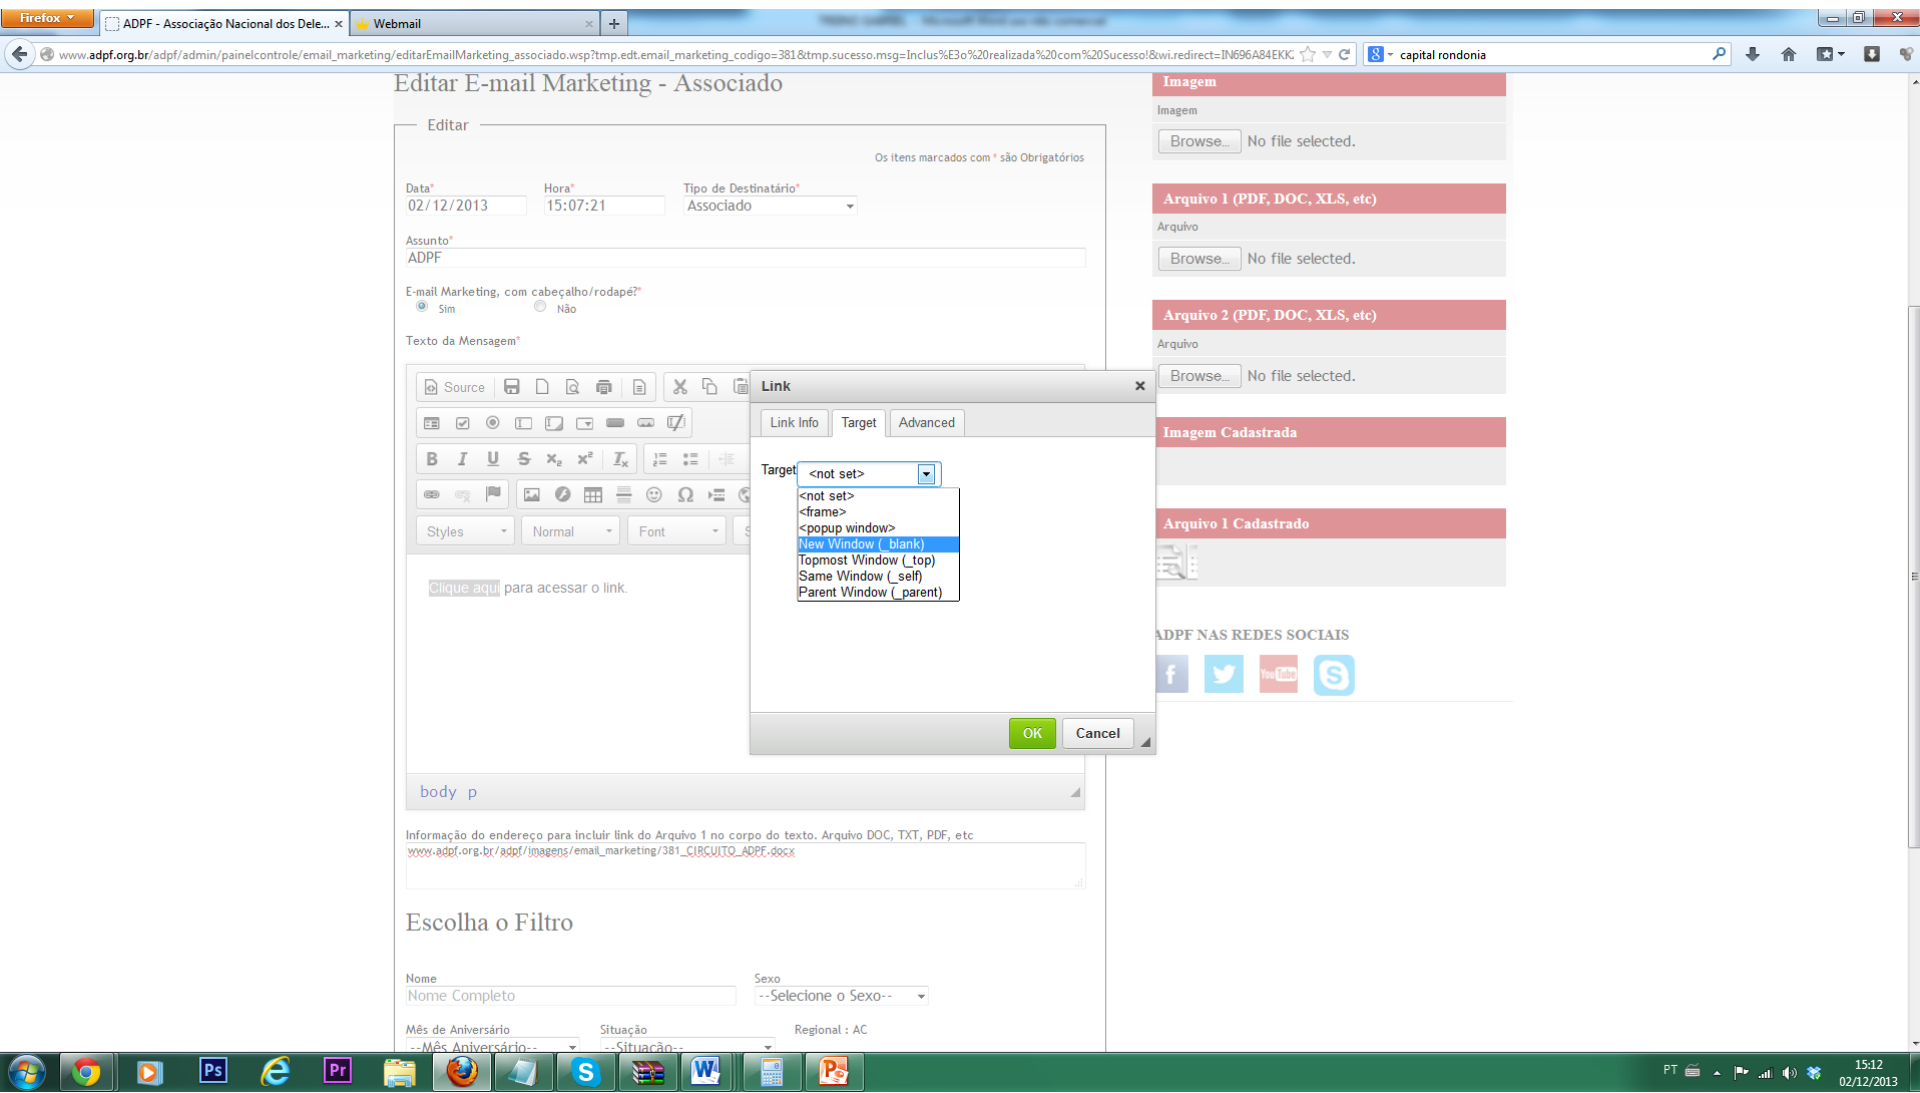 Firefox
ADPF - Associação Nacional dos Dele... ×
Webmail ×
www.adpf.org.br/adpf/admin/painelcontrole/email_marketing/editarEmailMarketing_associado.wsp?tmp.edt.email_marketing_codigo=381&tmp.sucesso.msg=Inclus%E3o%20realizada%20com%20Sucesso!&wi.redirect=IN696A84EKK
capital rondonia
Editar E-mail Marketing - Associado
Editar
Os itens marcados com * são Obrigatórios
Data* Hora* Tipo de Destinatário*
02/12/2013 15:07:21 Associado
Assunto*
ADPF
E-mail Marketing, com cabeçalho/rodapé?*
Sim Não
Texto da Mensagem*
Source
Styles Normal Font
Clique aqui para acessar o link.
body p
Link ×
Link Info Target Advanced
Target <not set>
<not set>
<frame>
<popup window>
New Window (_blank)
Topmost Window (_top)
Same Window (_self)
Parent Window (_parent)
OK Cancel
Informação do endereço para incluir link do Arquivo 1 no corpo do texto. Arquivo DOC, TXT, PDF, etc
www.adpf.org.br/adpf/imagens/email_marketing/381_CIRCUITO_ADPF.docx
Escolha o Filtro
Nome Sexo
Nome Completo --Selecione o Sexo--
Mês de Aniversário Situação Regional : AC
--Mês Aniversário-- --Situação--
Imagem
Imagem
Browse... No file selected.
Arquivo 1 (PDF, DOC, XLS, etc)
Arquivo
Browse... No file selected.
Arquivo 2 (PDF, DOC, XLS, etc)
Arquivo
Browse... No file selected.
Imagem Cadastrada
Arquivo 1 Cadastrado
ADPF NAS REDES SOCIAIS
You Tube
Ps
Pr
PT
15:12
02/12/2013